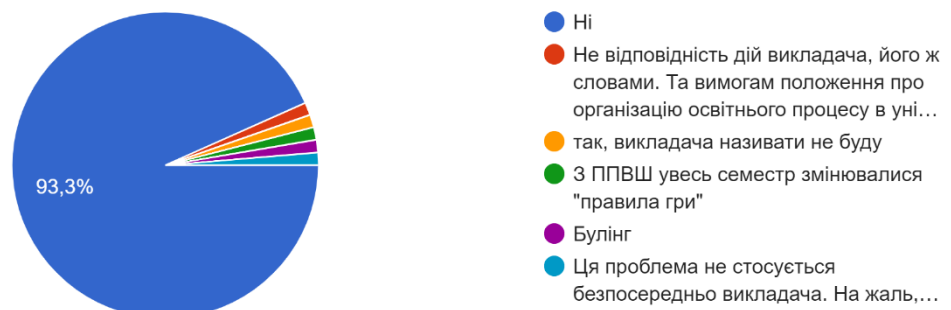 93,3%
Ні
Не відповідність дій викладача, його ж
словами. Та вимогам положення про
організацію освітнього процесу в уні…
так, викладача називати не буду
З ППВШ увесь семестр змінювалися
"правила гри"
Булінг
Ця проблема не стосується
безпосередньо викладача. На жаль,…